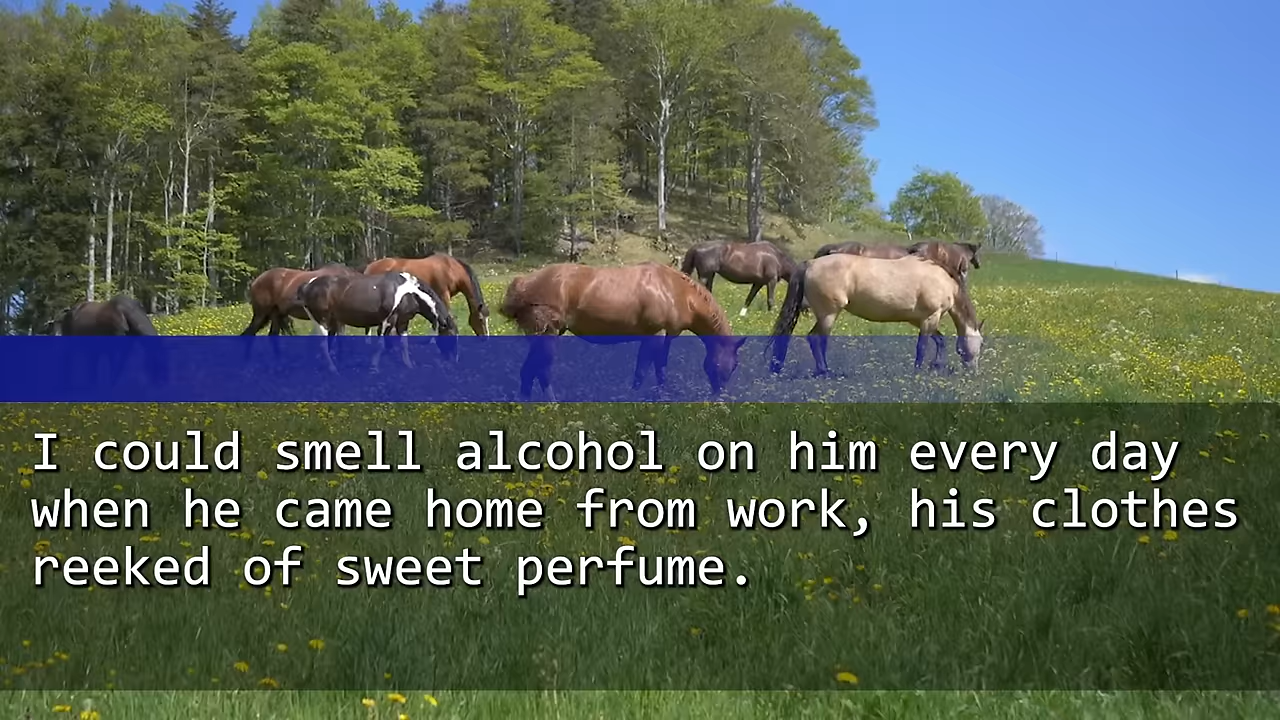 I could smell alcohol on him every day
when he came home from work, his clothes
reeked of sweet perfume.